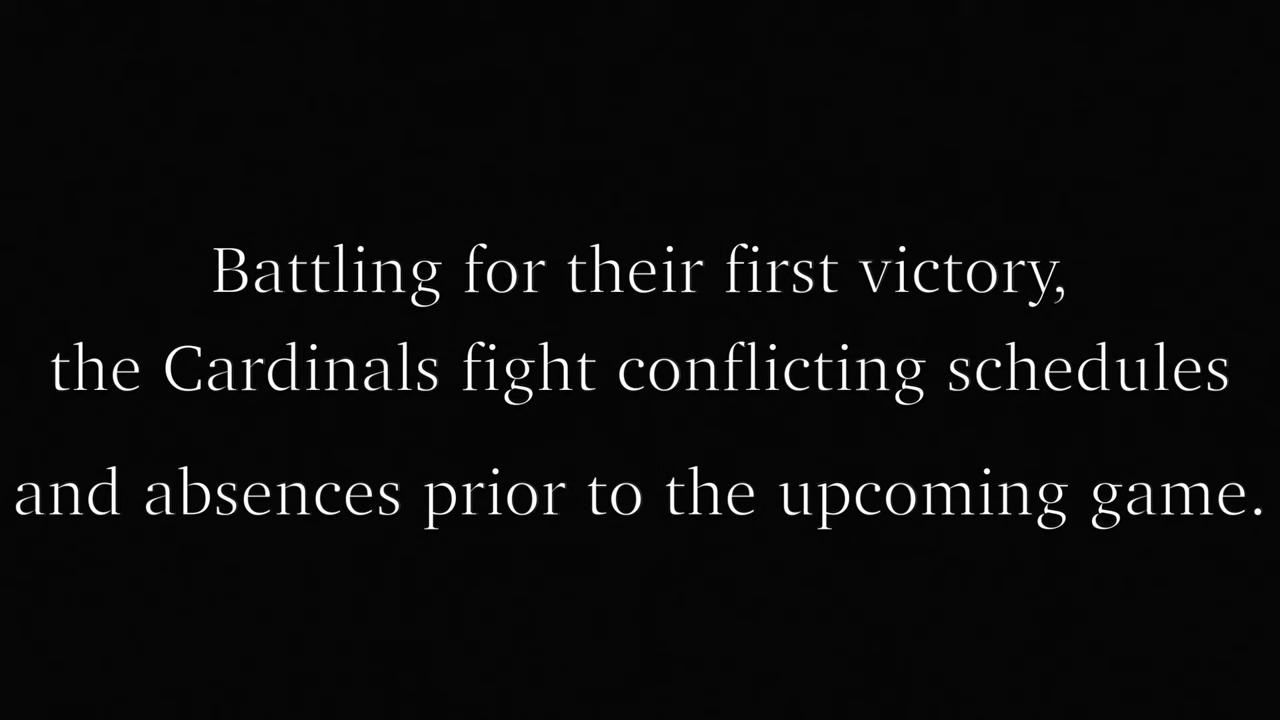 Battling for their first victory,
the Cardinals fight conflicting schedules
and absences prior to the upcoming game.